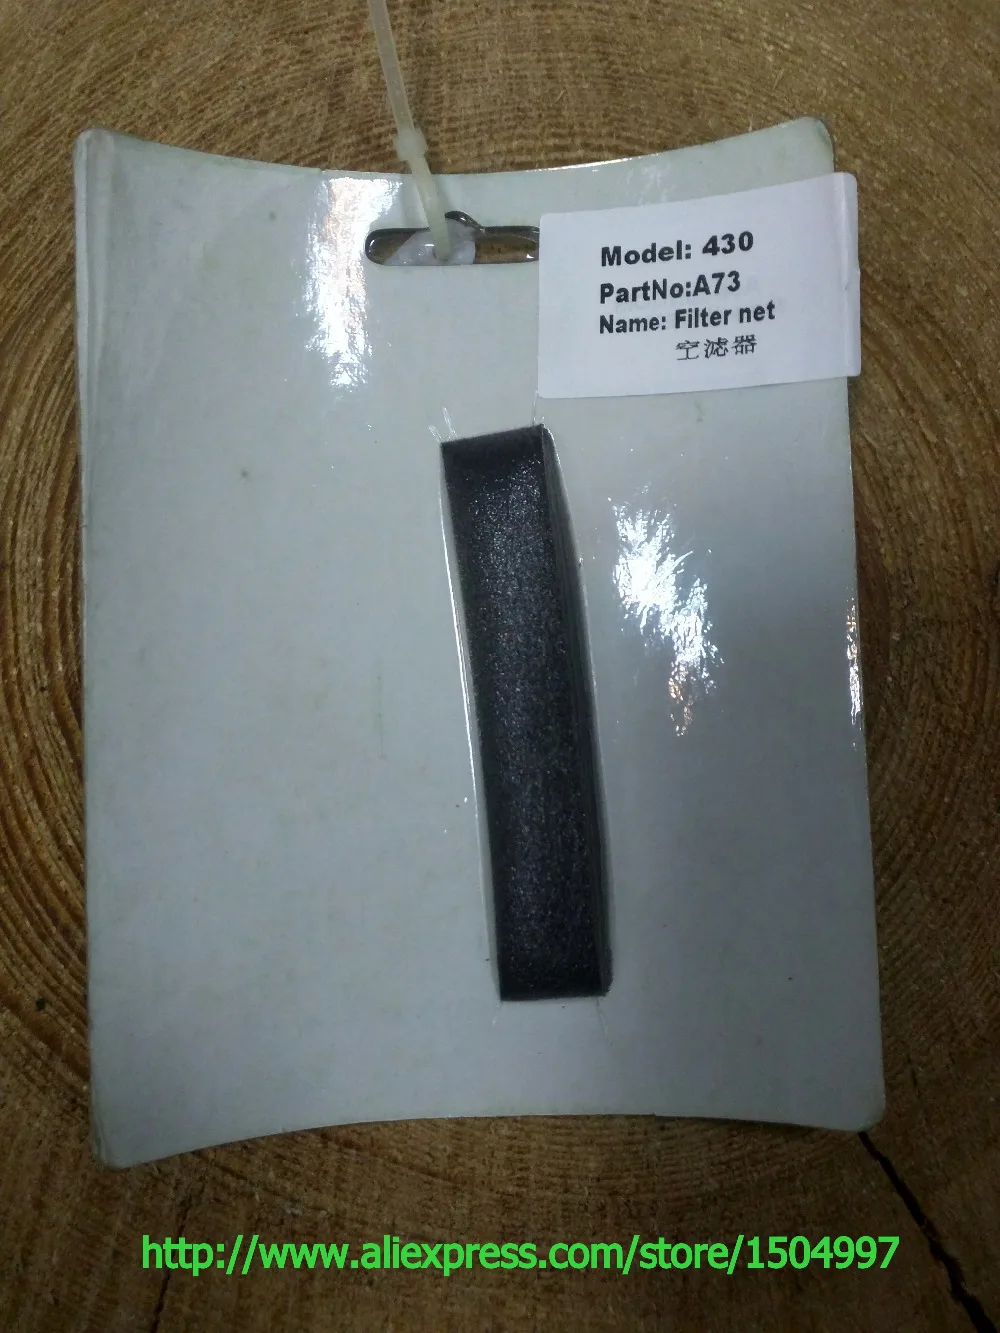 Model: 430
PartNo:A73
Name: Filter net
空滤器
http://www.aliexpress.com/store/1504997